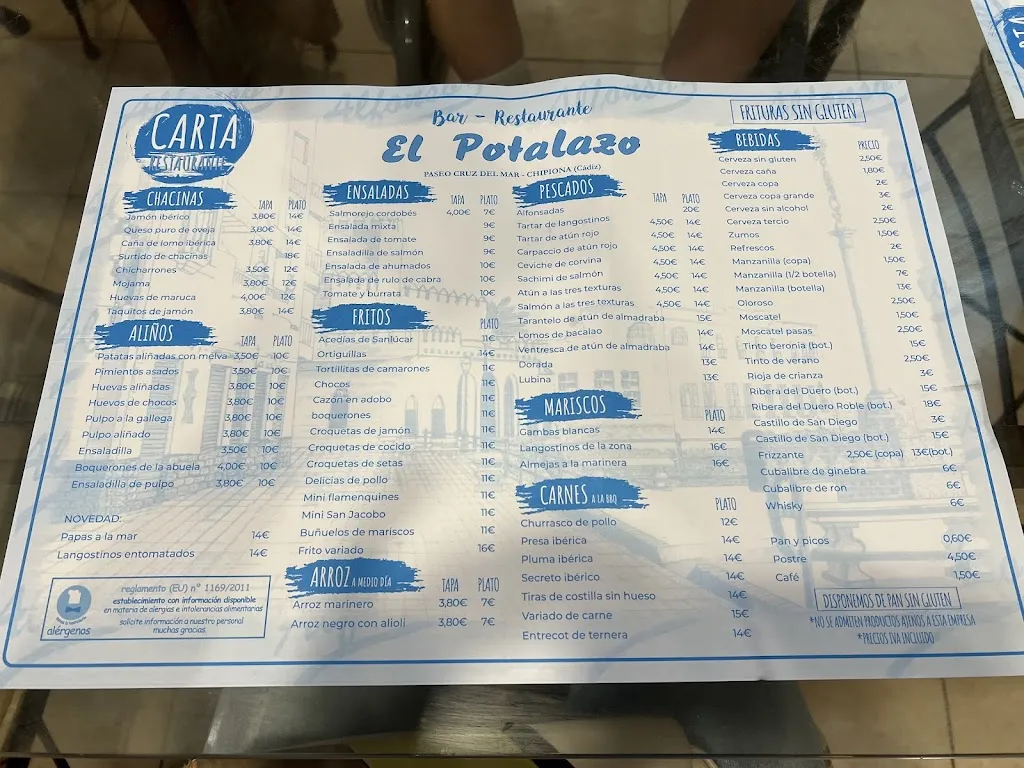 CARTA
RESTAURANTE
Bar - Restaurante
El Potalazo
PASEO CRUZ DEL MAR - CHIPIONA (Cádiz)
FRITURAS SIN GLUTEN
CHACINAS TAPA PLATO
Jamón ibérico 3,80€ 14€
Queso puro de oveja 3,80€ 14€
Caña de lomo ibérica 3,80€ 14€
Surtido de chacinas 18€
Chicharrones 3,50€ 12€
Mojama 3,80€ 12€
Huevas de maruca 4,00€ 12€
Taquitos de jamón 3,80€ 14€
ALIÑOS TAPA PLATO
Patatas aliñadas con melva 3,50€ 10€
Pimientos asados 3,50€ 10€
Huevas aliñadas 3,80€ 10€
Huevos de choco 3,80€ 10€
Pulpo a la gallega 3,80€ 10€
Pulpo aliñado 3,80€ 10€
Ensaladilla 3,50€ 10€
Boquerones de la abuela 4,00€ 10€
Ensaladilla de pulpo 3,80€ 10€
NOVEDAD:
Papas a la mar 14€
Langostinos entomatados 14€
alérgenos
reglamento (EU) nº 1169/2011
establecimiento con información disponible
en materia de alergias e intolerancias alimentarias
solicite información a nuestro personal
muchas gracias
ENSALADAS TAPA PLATO
Salmorejo cordobés 4,00€ 7€
Ensalada mixta 9€
Ensalada de tomate 9€
Ensaladilla de salmón 9€
Ensalada de ahumados 10€
Ensalada de rulo de cabra 10€
Tomate y burrata 10€
FRITOS PLATO
Acedías de Sanlúcar 11€
Ortiguillas 14€
Tortillitas de camarones 11€
Chocos 11€
Cazón en adobo 11€
boquerones 11€
Croquetas de jamón 11€
Croquetas de cocido 11€
Croquetas de setas 11€
Delicias de pollo 11€
Mini flamenquines 11€
Mini San Jacobo 11€
Buñuelos de mariscos 11€
Frito variado 16€
ARROZ A MEDIO DÍA TAPA PLATO
Arroz marinero 3,80€ 7€
Arroz negro con alioli 3,80€ 7€
PESCADOS TAPA PLATO
Alfonsadas 20€
Tartar de langostinos 4,50€ 14€
Tartar de atún rojo 4,50€ 14€
Carpaccio de atún rojo 4,50€ 14€
Ceviche de corvina 4,50€ 14€
Sachimi de salmón 4,50€ 14€
Atún a las tres texturas 4,50€ 14€
Salmón a las tres texturas 4,50€ 14€
Tarantelo de atún de almadraba 15€
Lomos de bacalao 14€
Ventresca de atún de almadraba 14€
Dorada 13€
Lubina 13€
MARISCOS PLATO
Gambas blancas 14€
Langostinos de la zona 16€
Almejas a la marinera 16€
CARNES A LA BBQ PLATO
Churrasco de pollo 12€
Presa ibérica 14€
Pluma ibérica 14€
Secreto ibérico 14€
Tiras de costilla sin hueso 14€
Variado de carne 15€
Entrecot de ternera 14€
BEBIDAS PRECIO
Cerveza sin gluten 2,50€
Cerveza caña 1,80€
Cerveza copa 2€
Cerveza copa grande 3€
Cerveza sin alcohol 2€
Cerveza tercio 2,50€
Zumos 1,50€
Refrescos 2€
Manzanilla (copa) 1,50€
Manzanilla (1/2 botella) 7€
Manzanilla (botella) 13€
Oloroso 2,50€
Moscatel 1,50€
Moscatel pasas 2,50€
Tinto beronia (bot.) 15€
Tinto de verano 2,50€
Rioja de crianza 3€
Ribera del Duero (bot.) 15€
Ribera del Duero Roble (bot.) 18€
Castillo de San Diego 3€
Castillo de San Diego (bot.) 15€
Frizzante 2,50€ (copa) 13€(bot.)
Cubalibre de ginebra 6€
Cubalibre de ron 6€
Whisky 6€
Pan y picos 0,60€
Postre 4,50€
Café 1,50€
DISPONEMOS DE PAN SIN GLUTEN
*NO SE ADMITEN PRODUCTOS AJENOS A ESTA EMPRESA
*PRECIOS IVA INCLUIDO